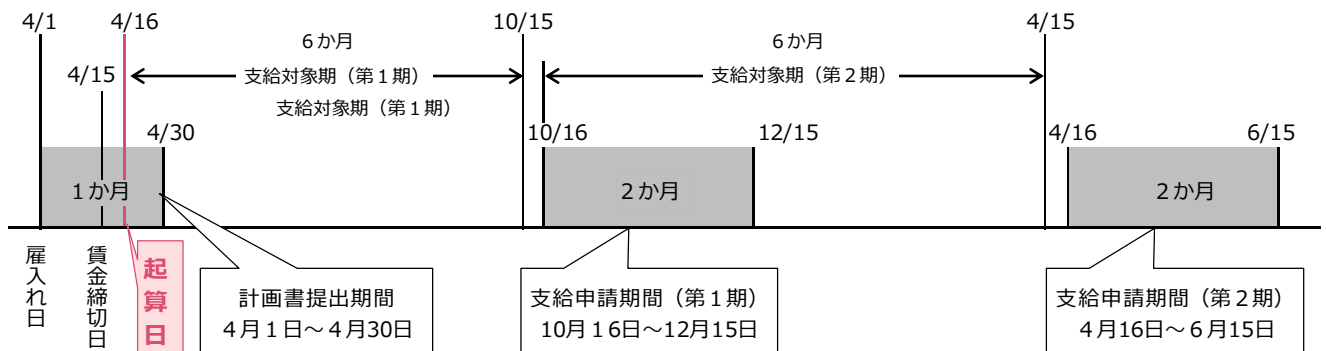 4/1
4/16
10/15
4/15
6か月
6か月
4/15
支給対象期（第1期）
支給対象期（第2期）
支給対象期（第1期）
4/30
10/16
12/15
4/16
6/15
1か月
2か月
2か月
雇入れ日
賃金締切日
起算日
計画書提出期間
4月1日～4月30日
支給申請期間（第1期）
10月16日～12月15日
支給申請期間（第2期）
4月16日～6月15日